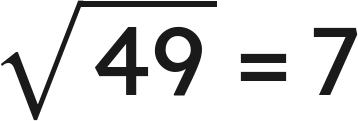 √49 = 7